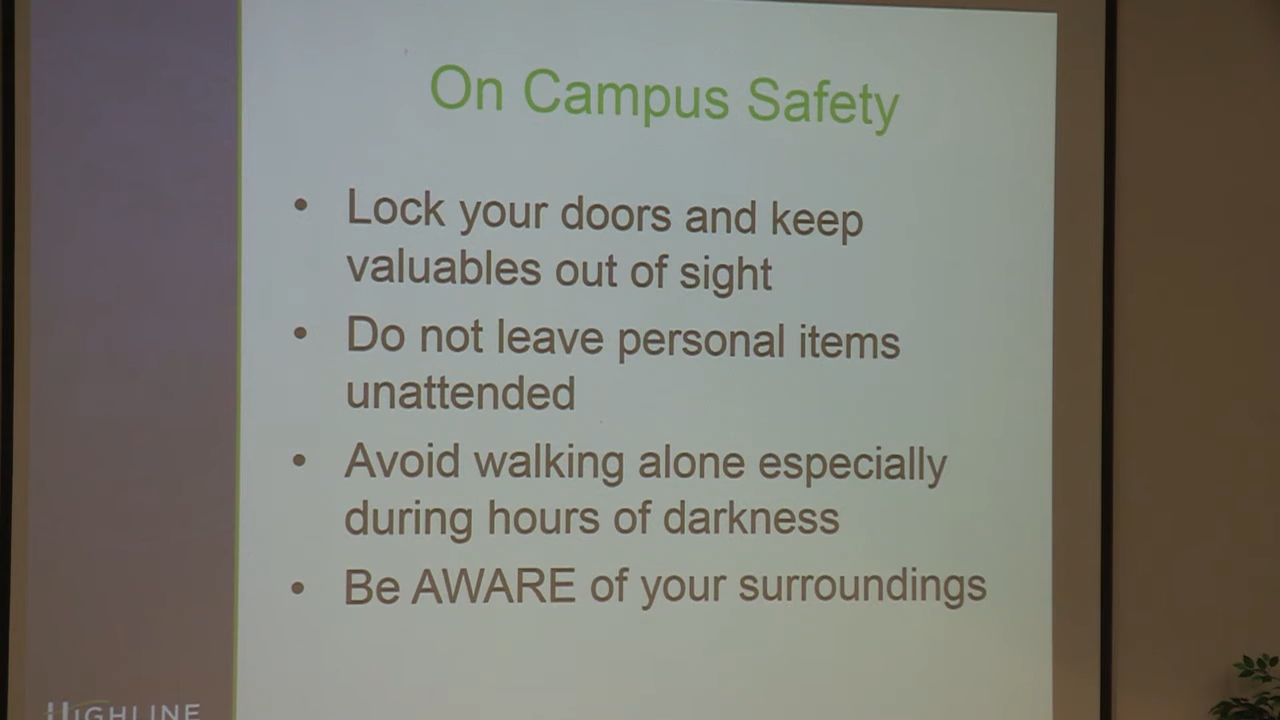 On Campus Safety
• Lock your doors and keep
valuables out of sight
• Do not leave personal items
unattended
• Avoid walking alone especially
during hours of darkness
• Be AWARE of your surroundings
HIGHLINE